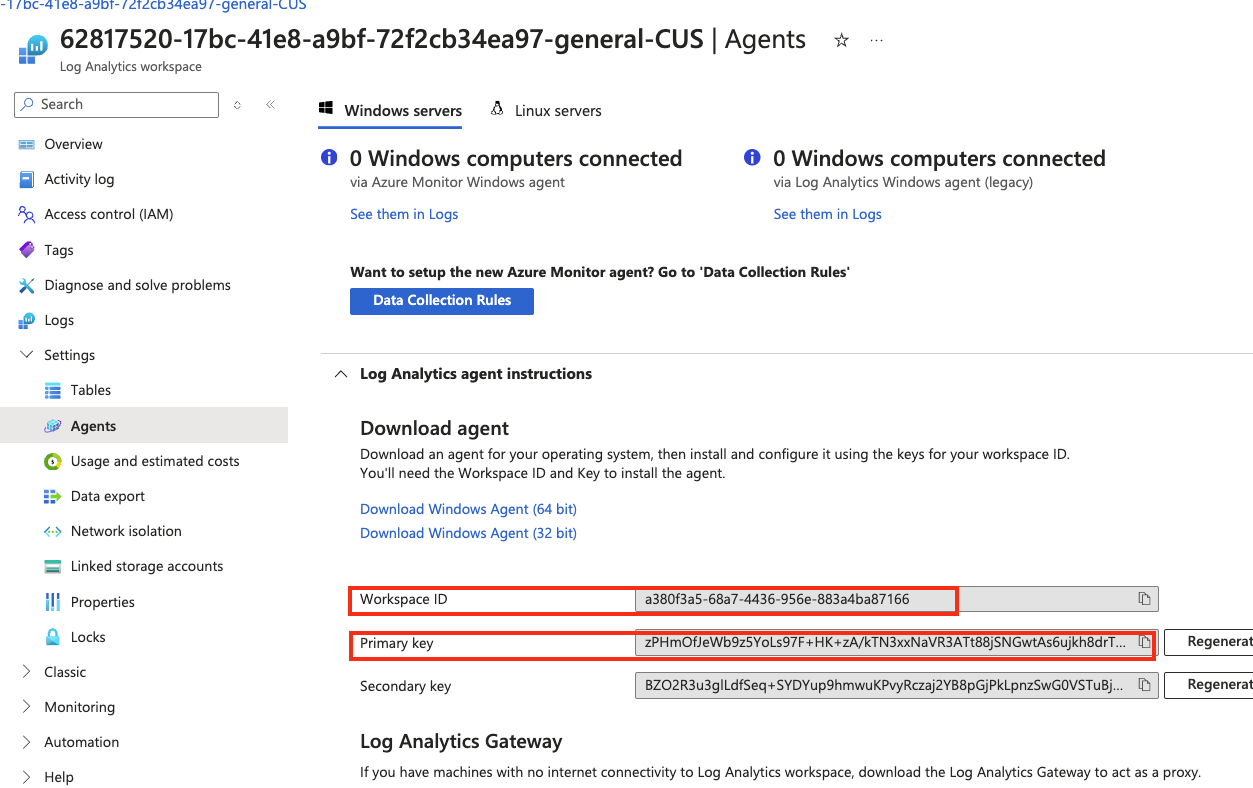 -17bc-41e8-a9bf-72f2cb34ea97-general-CUS
62817520-17bc-41e8-a9bf-72f2cb34ea97-general-CUS | Agents
Log Analytics workspace
Search
Overview
Activity log
Access control (IAM)
Tags
Diagnose and solve problems
Logs
Settings
Tables
Agents
Usage and estimated costs
Data export
Network isolation
Linked storage accounts
Properties
Locks
Classic
Monitoring
Automation
Help
Windows servers
Linux servers
0 Windows computers connected
via Azure Monitor Windows agent
See them in Logs
0 Windows computers connected
via Log Analytics Windows agent (legacy)
See them in Logs
Want to setup the new Azure Monitor agent? Go to 'Data Collection Rules'
Data Collection Rules
Log Analytics agent instructions
Download agent
Download an agent for your operating system, then install and configure it using the keys for your workspace ID.
You'll need the Workspace ID and Key to install the agent.
Download Windows Agent (64 bit)
Download Windows Agent (32 bit)
Workspace ID a380f3a5-68a7-4436-956e-883a4ba87166
Primary key zPHmOfJeWb9z5YoLs97F+HK+zA/kTN3xxNaVR3ATt88jSNGwtAs6ujkh8drT... Regenerat
Secondary key BZO2R3u3glLdfSeq+SYDYup9hmwuKPvyRczaj2YB8pGjPkLpnzSwG0VSTuBj... Regenerat
Log Analytics Gateway
If you have machines with no internet connectivity to Log Analytics workspace, download the Log Analytics Gateway to act as a proxy.